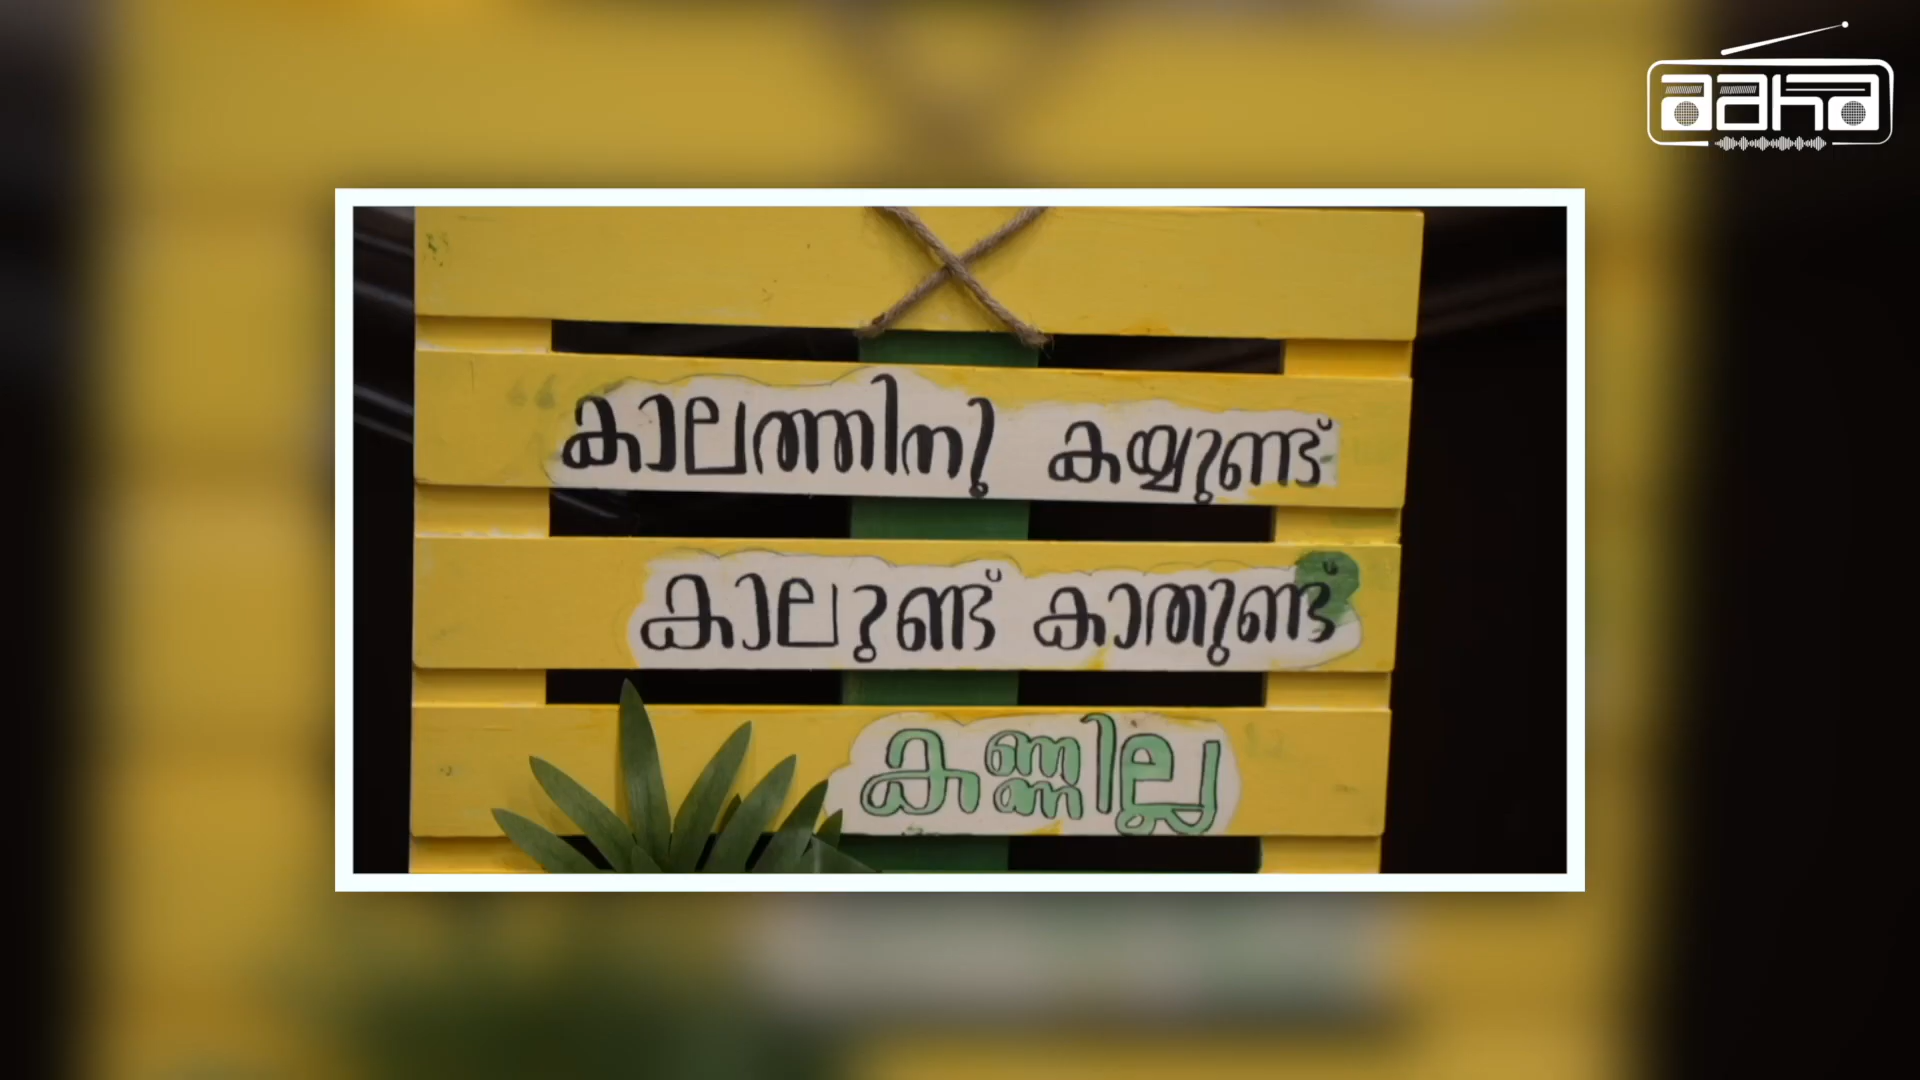 aaha
“കാലത്തിനു കയ്യുണ്ട്
കാലുണ്ട് കാതുണ്ട്
കണ്ണില്ല”